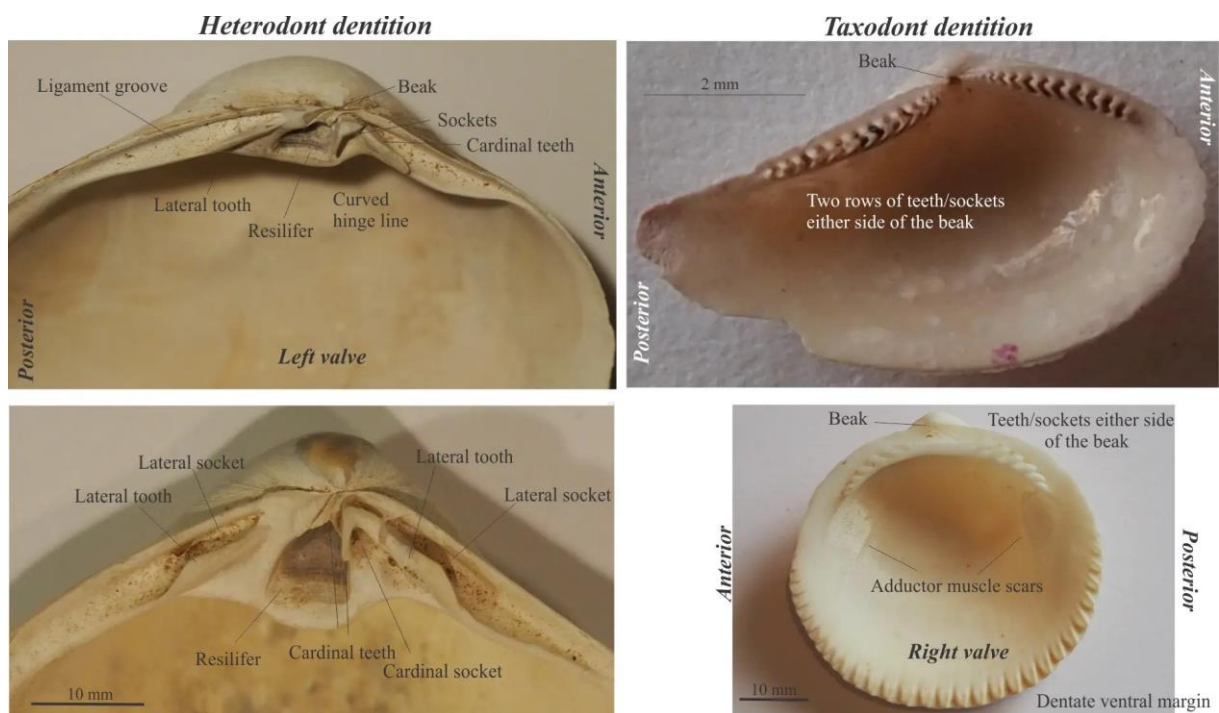 Heterodont dentition
Ligament groove
Beak
Sockets
Cardinal teeth
Lateral tooth
Resilifer
Curved
hinge line
Anterior
Posterior
Left valve
Taxodont dentition
Beak
2 mm
Anterior
Two rows of teeth/sockets
either side of the beak
Posterior
Lateral socket
Lateral tooth
Lateral tooth
Lateral socket
Resilifer
Cardinal teeth
Cardinal socket
10 mm
Beak
Teeth/sockets either side
of the beak
Anterior
Posterior
Adductor muscle scars
Right valve
10 mm
Dentate ventral margin